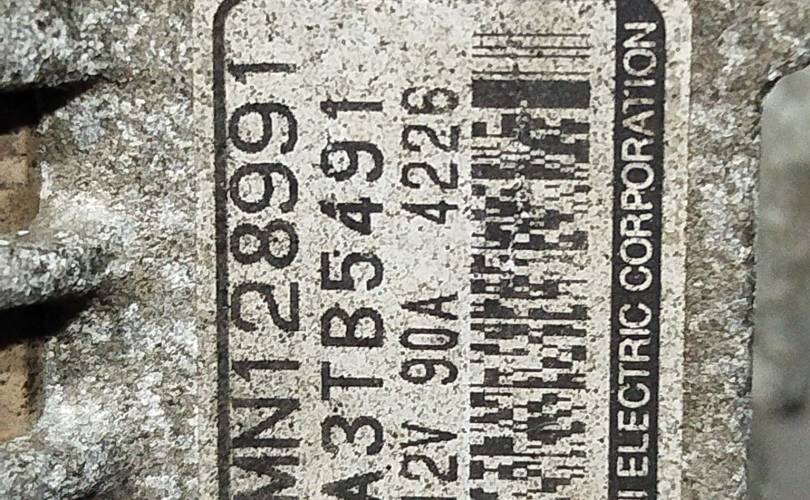 MN128991
A3TB5491
12V 90A 4226
ELECTRIC CORPORATION